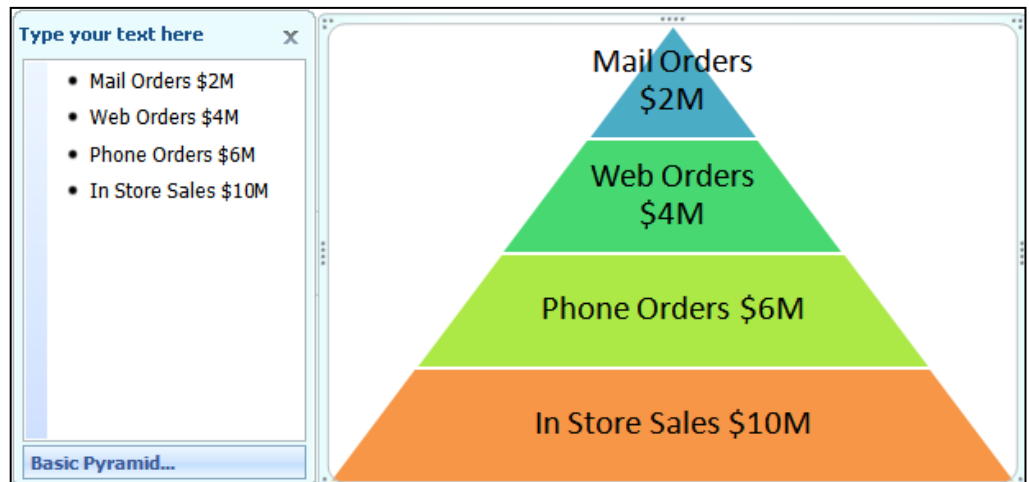 Type your text here x
• Mail Orders $2M
• Web Orders $4M
• Phone Orders $6M
• In Store Sales $10M
Basic Pyramid...
Mail Orders
$2M
Web Orders
$4M
Phone Orders $6M
In Store Sales $10M